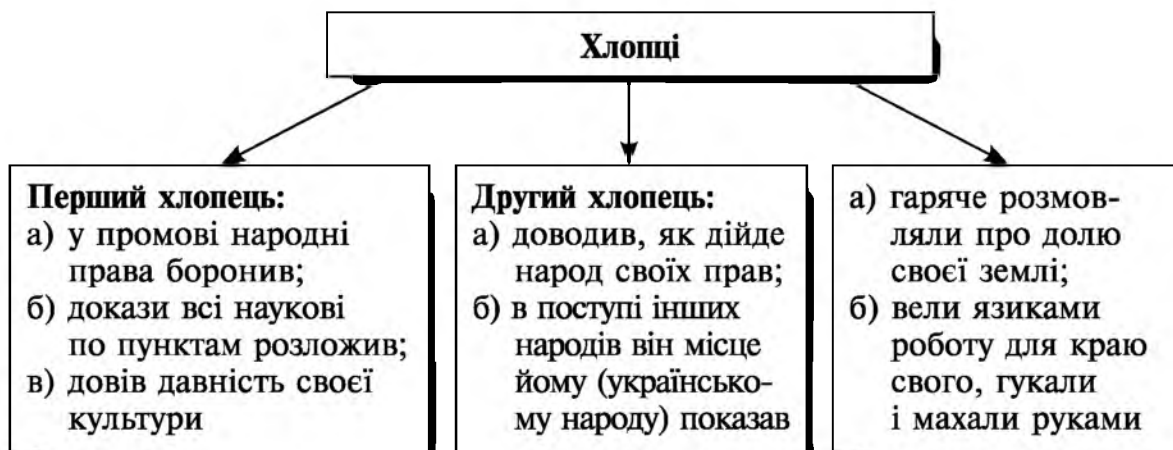 Хлопці
Перший хлопець:
а) у промові народні
права боронив;
б) докази всі наукові
по пунктам розложив;
в) довів давність своєї
культури
Другий хлопець:
а) доводив, як дійде
народ своїх прав;
б) в поступі інших
народів він місце
йому (українсько-
му народу) показав
а) гаряче розмов-
ляли про долю
своєї землі;
б) вели язиками
роботу для краю
свого, гукали
і махали руками